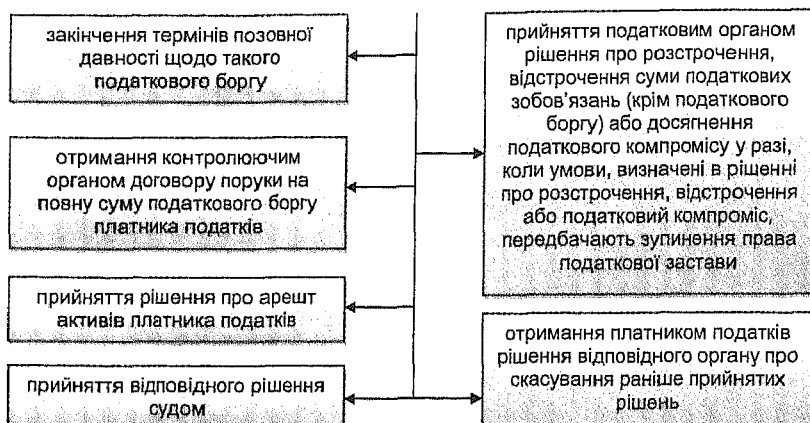 закінчення термінів позовної
давності щодо такого
податкового боргу
отримання контролюючим
органом договору поруки на
повну суму податкового боргу
платника податків
прийняття рішення про арешт
активів платника податків
прийняття відповідного рішення
судом
прийняття податковим органом
рішення про розстрочення,
відстрочення суми податкових
зобов'язань (крім податкового
боргу) або досягнення
податкового компромісу у разі,
коли умови, визначені в рішенні
про розстрочення, відстрочення
або податковий компроміс,
передбачають зупинення права
податкової застави
отримання платником податків
рішення відповідного органу про
скасування раніше прийнятих
рішень